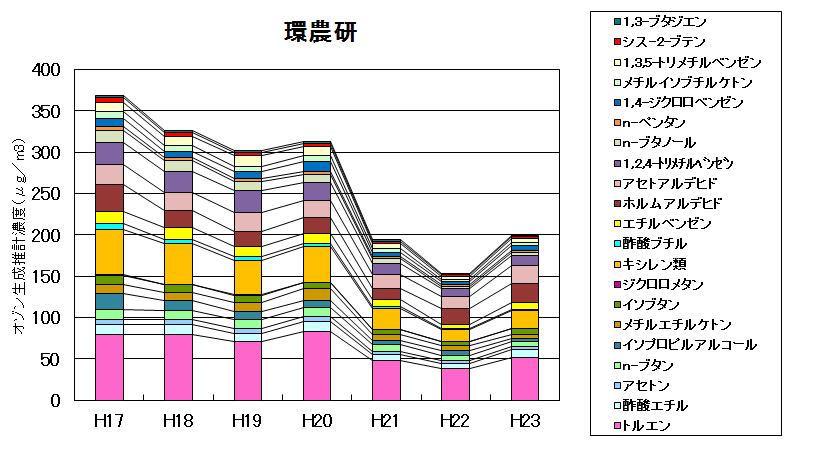 環農研
オゾン生成推計濃度(μg／m3)
400
350
300
250
200
150
100
50
0
H17 H18 H19 H20 H21 H22 H23
1,3-ブタジエン
シス-2-ブテン
1,3,5-トリメチルベンゼン
メチルイソブチルケトン
1,4-ジクロロベンゼン
n-ペンタン
n-ブタノール
1,2,4-トリメチルベンゼン
アセトアルデヒド
ホルムアルデヒド
エチルベンゼン
酢酸ブチル
キシレン類
ジクロロメタン
イソブタン
メチルエチルケトン
イソプロピルアルコール
n-ブタン
アセトン
酢酸エチル
トルエン